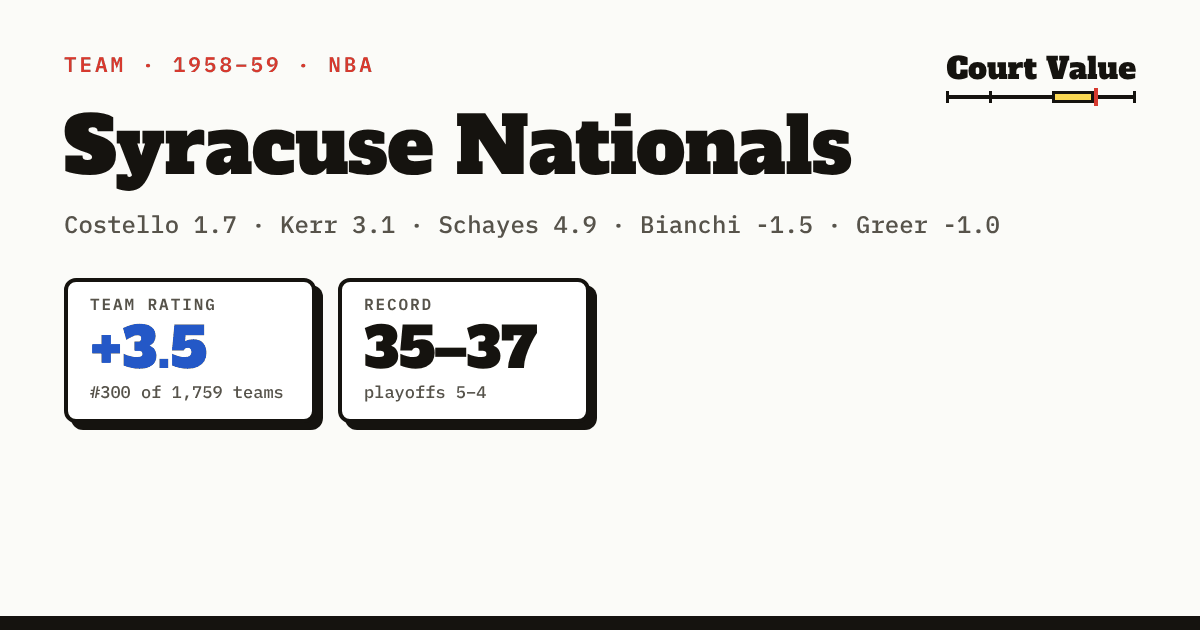 TEAM · 1958–59 · NBA
Court Value
Syracuse Nationals
Costello 1.7 · Kerr 3.1 · Schayes 4.9 · Bianchi -1.5 · Greer -1.0
TEAM RATING
+3.5
#300 of 1,759 teams
RECORD
35–37
playoffs 5–4